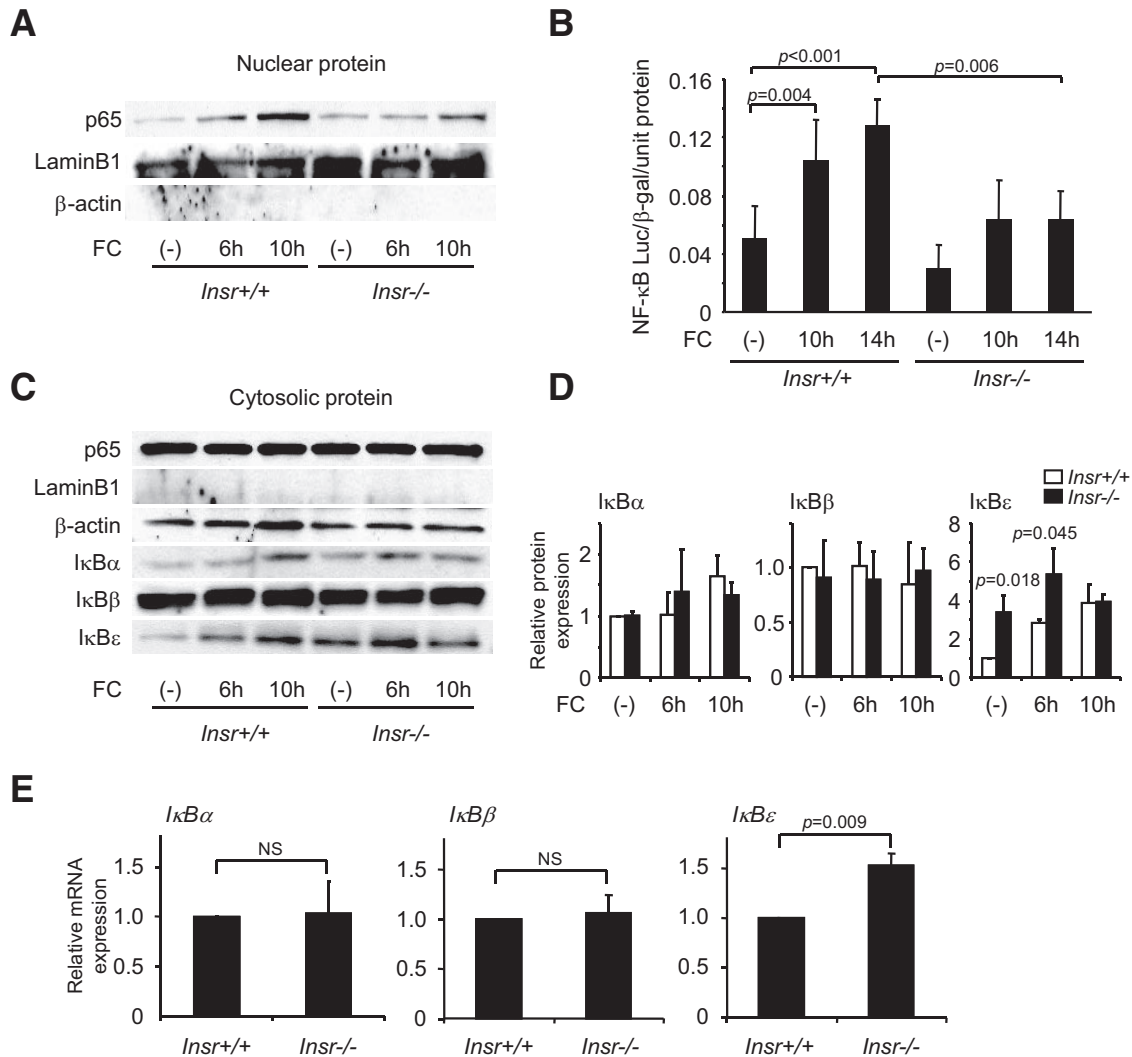 A
Nuclear protein
p65
LaminB1
β-actin
FC (-) 6h 10h (-) 6h 10h
Insr+/+ Insr-/-
B
NF-κB Luc/β-gal/unit protein
0.16
0.12
0.08
0.04
0
p<0.001
p=0.006
p=0.004
FC (-) 10h 14h (-) 10h 14h
Insr+/+ Insr-/-
C
Cytosolic protein
p65
LaminB1
β-actin
IκBα
IκBβ
IκBε
FC (-) 6h 10h (-) 6h 10h
Insr+/+ Insr-/-
D
Insr+/+
Insr-/-
Relative protein
expression
IκBα
2
1
0
FC (-) 6h 10h
IκBβ
1.0
0.5
0
(-) 6h 10h
IκBε
8
6
4
2
0
p=0.045
p=0.018
(-) 6h 10h
E
Relative mRNA
expression
IκBα
NS
1.5
1.0
0.5
0
Insr+/+ Insr-/-
IκBβ
NS
1.5
1.0
0.5
0
Insr+/+ Insr-/-
IκBε
p=0.009
1.5
1.0
0.5
0
Insr+/+ Insr-/-